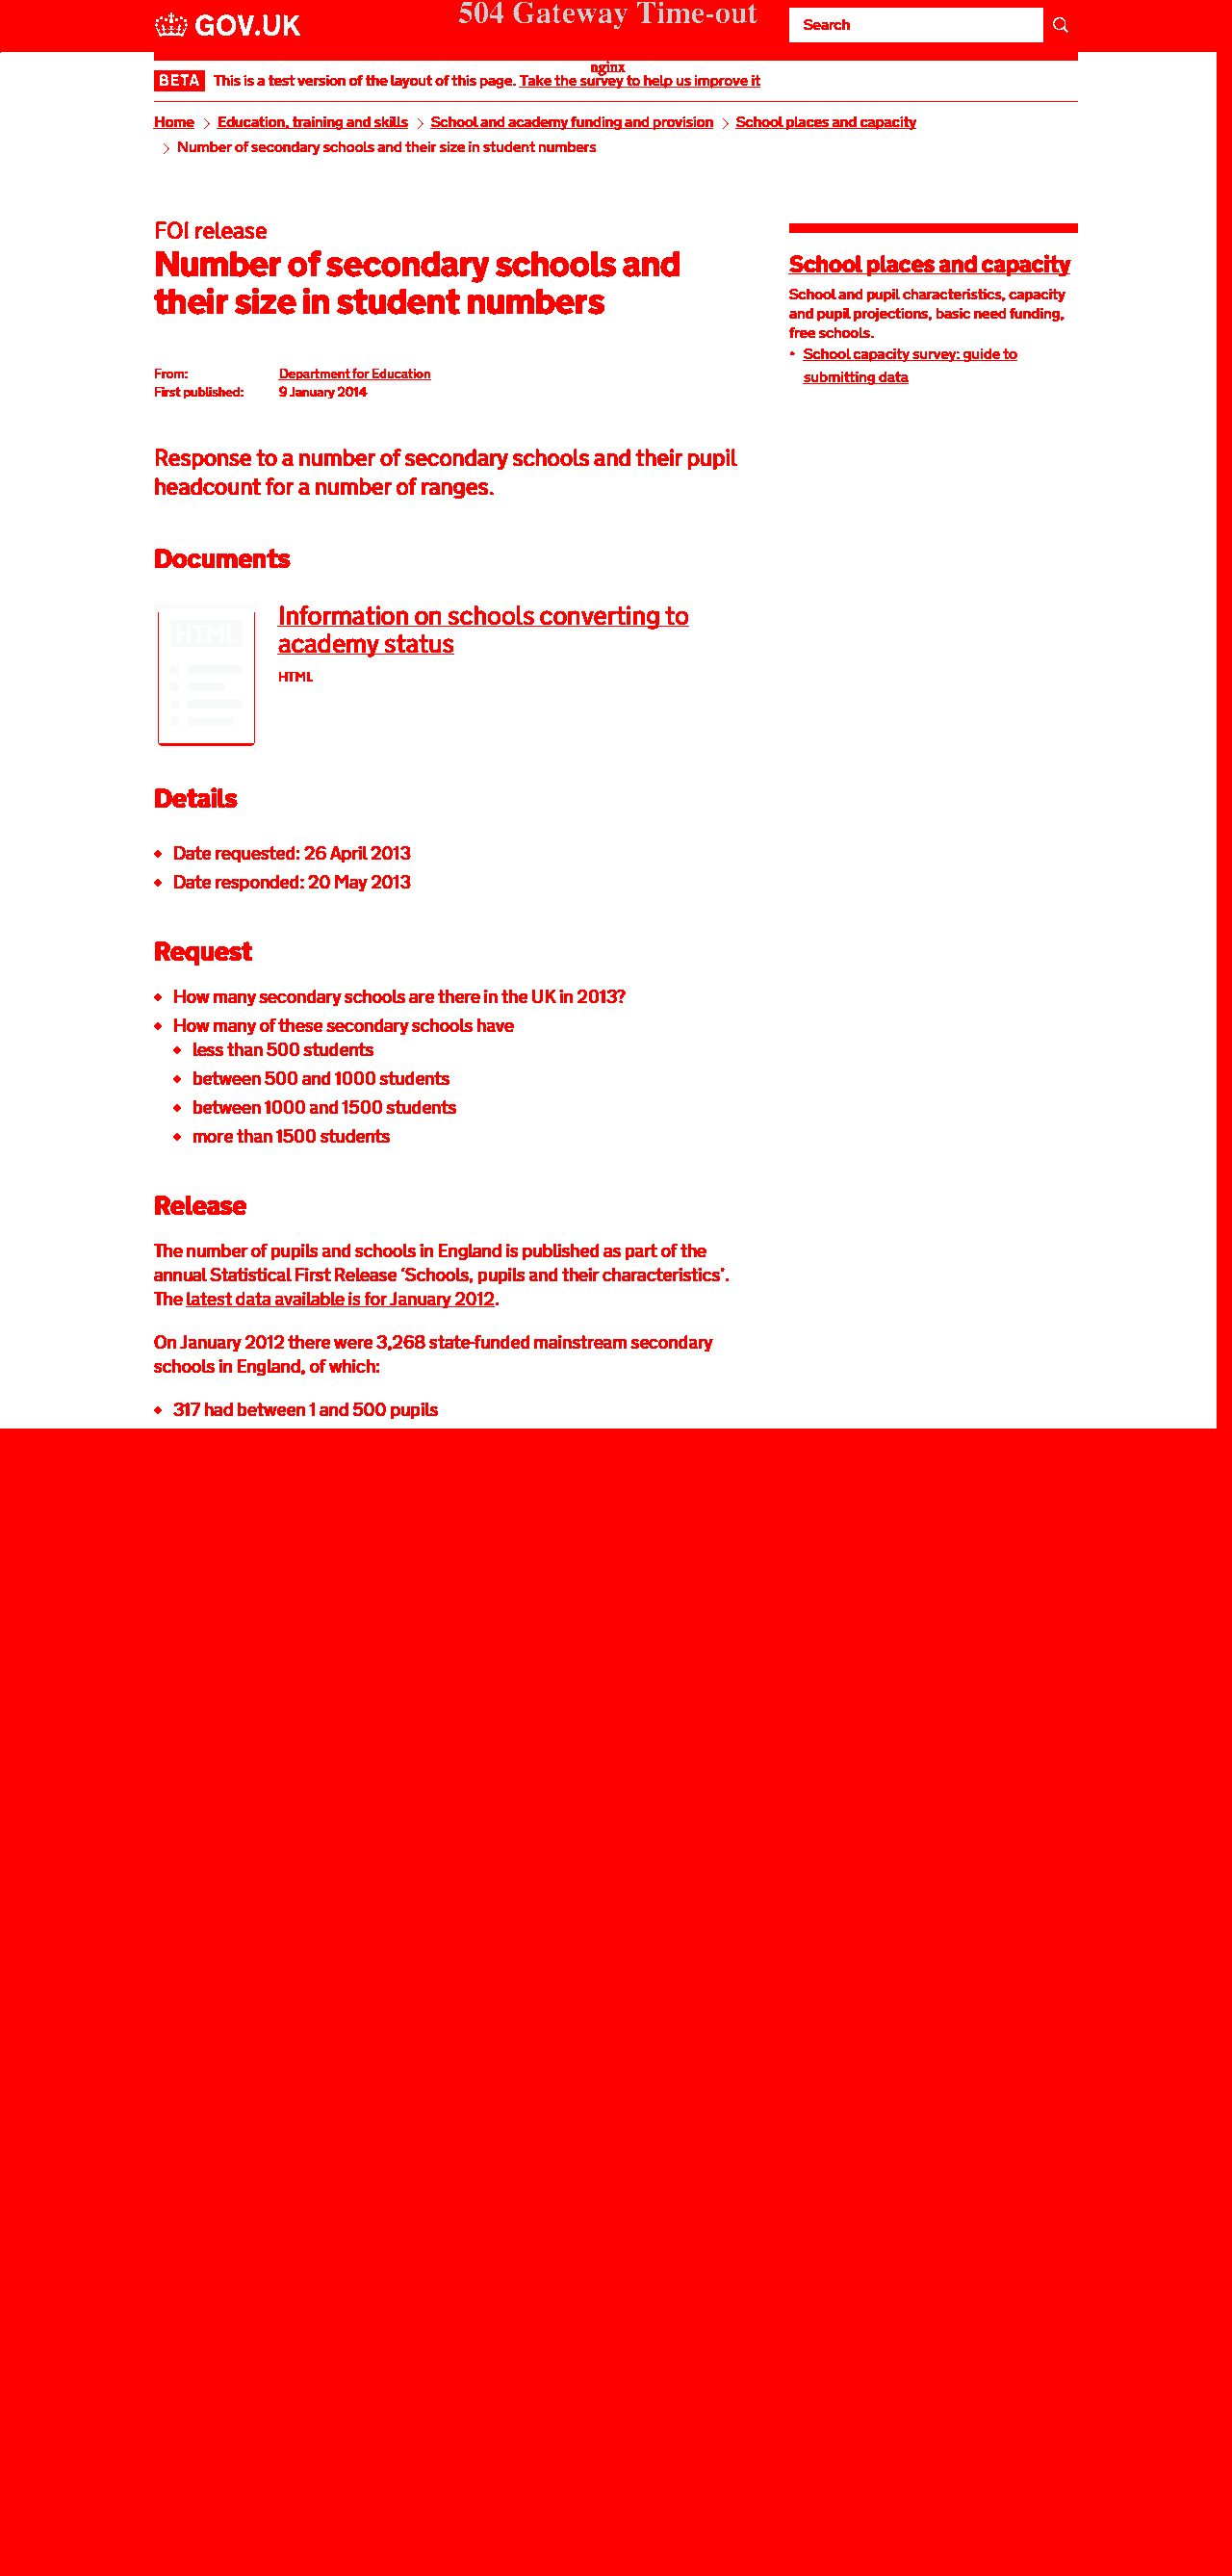 GOV.UK
504 Gateway Time-out
Search
nginx
BETA This is a test version of the layout of this page. Take the survey to help us improve it
Home > Education, training and skills > School and academy funding and provision > School places and capacity
> Number of secondary schools and their size in student numbers
FOI release
Number of secondary schools and
their size in student numbers
From: Department for Education
First published: 9 January 2014
School places and capacity
School and pupil characteristics, capacity
and pupil projections, basic need funding,
free schools.
• School capacity survey: guide to
submitting data
Response to a number of secondary schools and their pupil
headcount for a number of ranges.
Documents
HTML
Information on schools converting to
academy status
HTML
Details
• Date requested: 26 April 2013
• Date responded: 20 May 2013
Request
• How many secondary schools are there in the UK in 2013?
• How many of these secondary schools have
• less than 500 students
• between 500 and 1000 students
• between 1000 and 1500 students
• more than 1500 students
Release
The number of pupils and schools in England is published as part of the
annual Statistical First Release ‘Schools, pupils and their characteristics’.
The latest data available is for January 2012.
On January 2012 there were 3,268 state-funded mainstream secondary
schools in England, of which:
• 317 had between 1 and 500 pupils